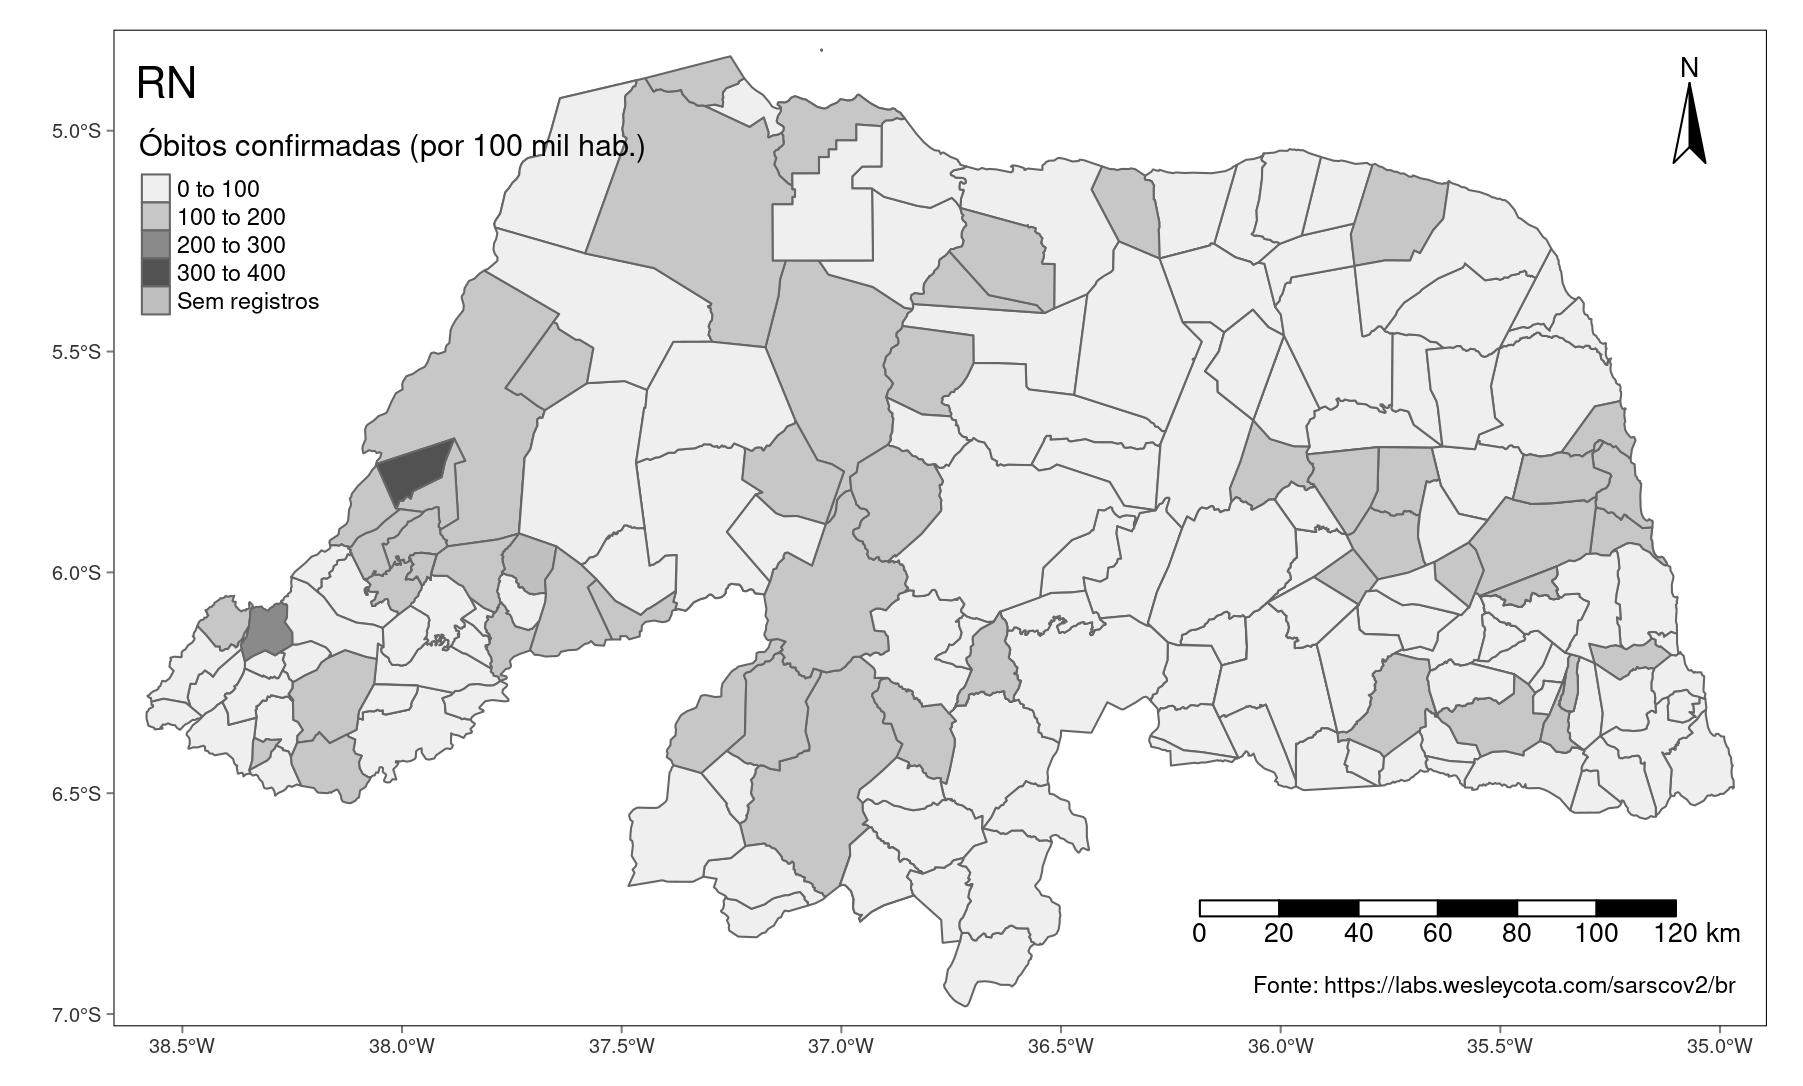 RN
N
Óbitos confirmadas (por 100 mil hab.)
0 to 100
100 to 200
200 to 300
300 to 400
Sem registros
5.0°S
5.5°S
6.0°S
6.5°S
7.0°S
0 20 40 60 80 100 120 km
Fonte: https://labs.wesleycota.com/sarscov2/br
38.5°W 38.0°W 37.5°W 37.0°W 36.5°W 36.0°W 35.5°W 35.0°W